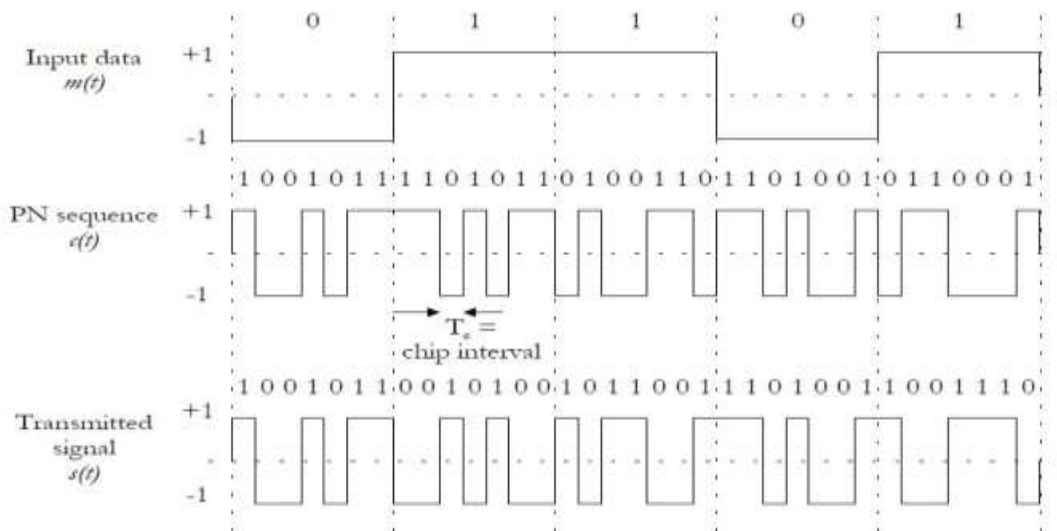 0 1 1 0 1
+1
Input data
m(t)
-1
1 0 0 1 0 1 1 1 1 0 1 0 1 1 0 1 0 0 1 1 0 1 1 0 1 0 0 1 0 1 1 0 0 0 1
+1
PN sequence
c(t)
-1
T_c =
chip interval
1 0 0 1 0 1 1 0 0 1 0 1 0 0 1 0 1 1 0 0 1 1 1 0 1 0 0 1 1 0 0 1 1 1 0
+1
Transmitted
signal
s(t)
-1